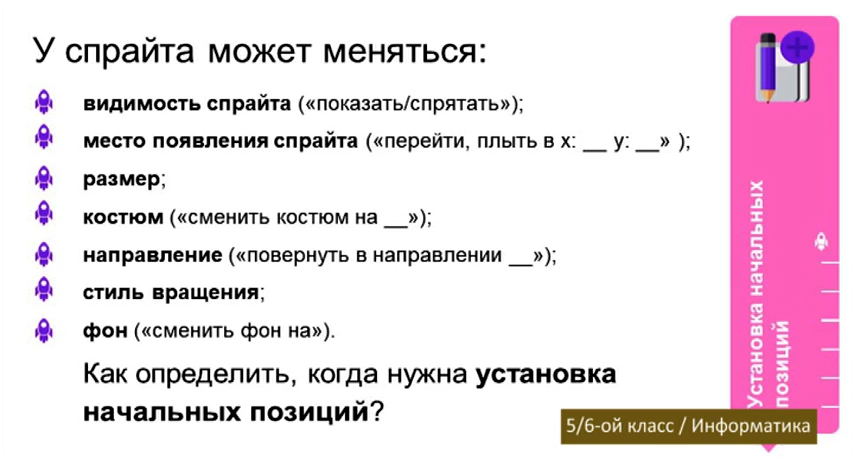 У спрайта может меняться:
видимость спрайта («показать/спрятать»);
место появления спрайта («перейти, плыть в х: __ у: __» );
размер;
костюм («сменить костюм на __»);
направление («повернуть в направлении __»);
стиль вращения;
фон («сменить фон на»).
Как определить, когда нужна установка
начальных позиций?
Установка начальных
позиций
5/6-ой класс / Информатика